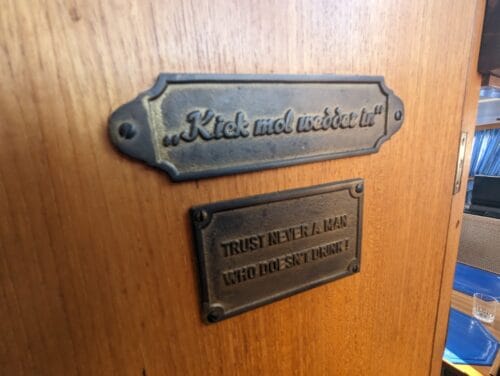 „Kiek mol wedder in“
TRUST NEVER A MAN
WHO DOESN'T DRINK!